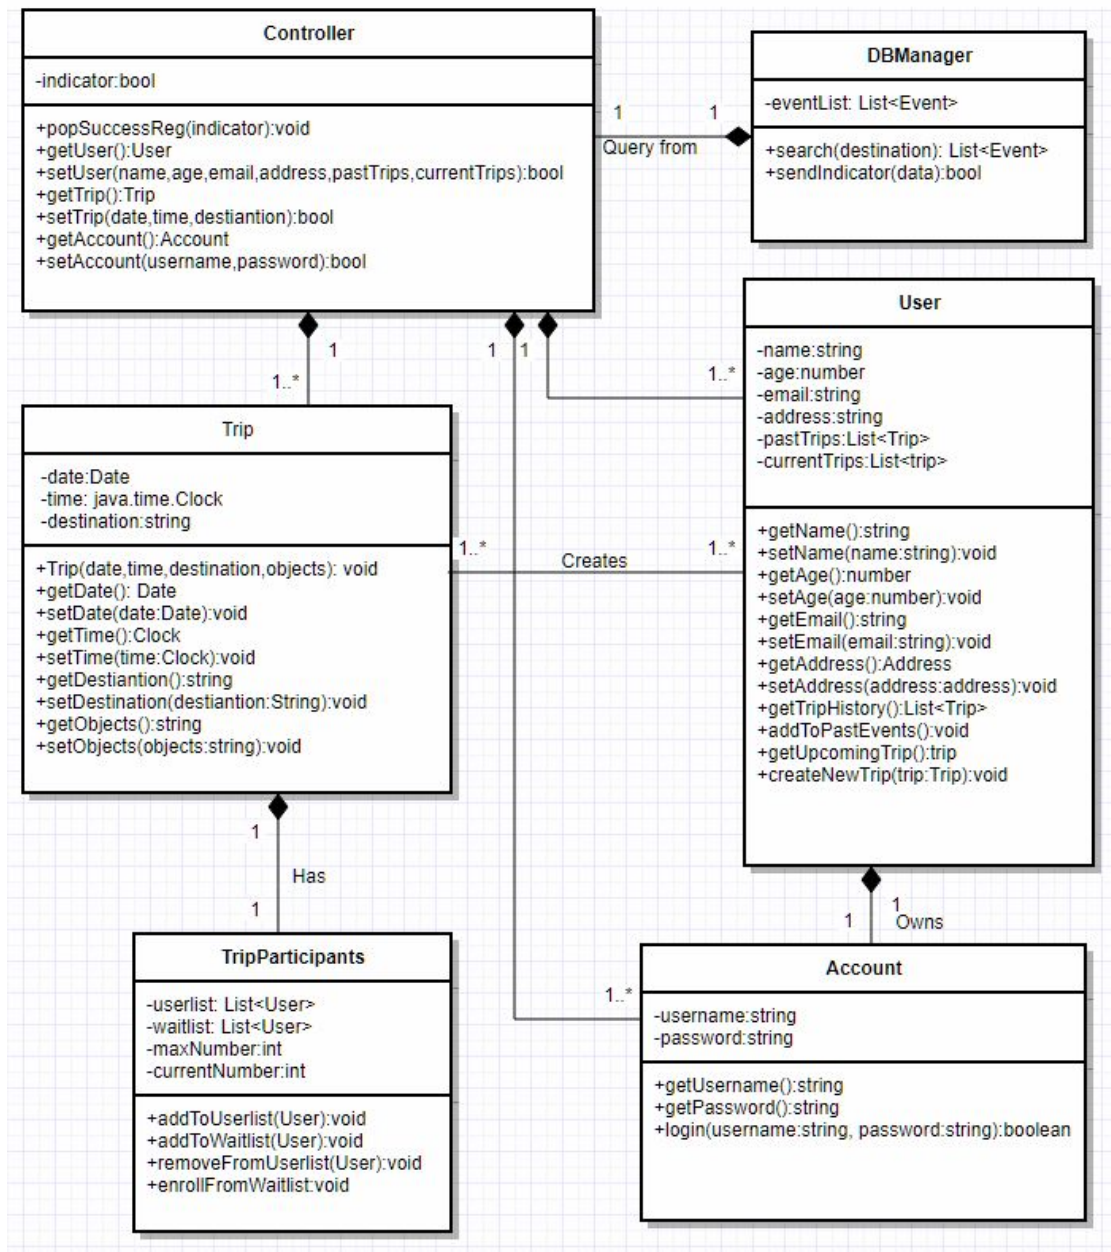 Controller
-indicator:bool
+popSuccessReg(indicator):void
+getUser():User
+setUser(name,age,email,address,pastTrips,currentTrips):bool
+getTrip():Trip
+setTrip(date,time,destiantion):bool
+getAccount():Account
+setAccount(username,password):bool
1
1
Query from
DBManager
-eventList: List<Event>
+search(destination): List<Event>
+sendIndicator(data):bool
1
1..*
1
1
1..*
User
-name:string
-age:number
-email:string
-address:string
-pastTrips:List<Trip>
-currentTrips:List<trip>
+getName():string
+setName(name:string):void
+getAge():number
+setAge(age:number):void
+getEmail():string
+setEmail(email:string):void
+getAddress():Address
+setAddress(address:address):void
+getTripHistory():List<Trip>
+addToPastEvents():void
+getUpcomingTrip():trip
+createNewTrip(trip:Trip):void
Trip
-date:Date
-time: java.time.Clock
-destination:string
+Trip(date,time,destination,objects): void
+getDate(): Date
+setDate(date:Date):void
+getTime():Clock
+setTime(time:Clock):void
+getDestiantion():string
+setDestination(destiantion:String):void
+getObjects():string
+setObjects(objects:string):void
1..*
Creates
1..*
1
Has
1
1
1
Owns
TripParticipants
-userlist: List<User>
-waitlist: List<User>
-maxNumber:int
-currentNumber:int
+addToUserlist(User):void
+addToWaitlist(User):void
+removeFromUserlist(User):void
+enrollFromWaitlist:void
1..*
Account
-username:string
-password:string
+getUsername():string
+getPassword():string
+login(username:string, password:string):boolean